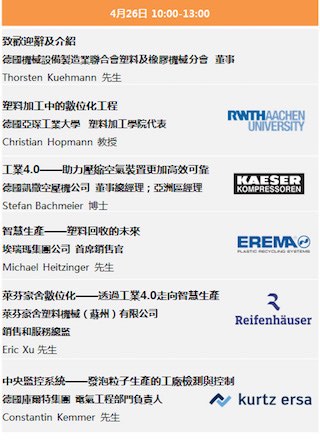 4月26日 10:00-13:00
致歡迎辭及介紹
德國機械設備製造業聯合會塑料及橡膠機械分會 董事
Thorsten Kuehmann 先生
塑料加工中的數位化工程
德國亞琛工業大學 塑料加工學院代表
Christian Hopmann 教授
RWTHAACHEN
UNIVERSITY
工業4.0——助力壓縮空氣裝置更加高效可靠
德國凱撒空壓機公司 董事總經理；亞洲區經理
Stefan Bachmeier 博士
KAESER
KOMPRESSOREN
智慧生產——塑料回收的未來
埃瑞瑪集團公司 首席銷售官
Michael Heitzinger 先生
EREMA
PLASTIC RECYCLING SYSTEMS
萊芬豪舍數位化——透過工業4.0走向智慧生產
萊芬豪舍塑料機械（蘇州）有限公司
銷售和服務總監
Eric Xu 先生
Reifenhäuser
中央監控系統——發泡粒子生產的工廠檢測與控制
德國庫爾特集團 電氣工程部門負責人
Constantin Kemmer 先生
kurtz ersa